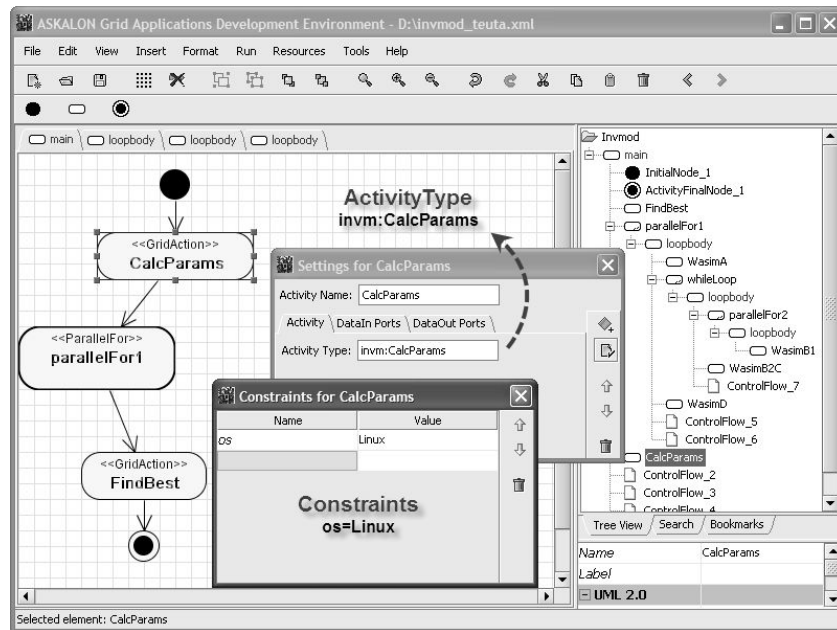 ASKALON Grid Applications Development Environment - D:\invmod_teuta.xml
File Edit View Insert Format Run Resources Tools Help
main \ loopbody \ loopbody \ loopbody \
ActivityType
invm:CalcParams
<<GridAction>>
CalcParams
<<ParallelFor>>
parallelFor1
<<GridAction>>
FindBest
Settings for CalcParams
Activity Name: CalcParams
Activity \ DataIn Ports \ DataOut Ports \
Activity Type: invm:CalcParams
Constraints for CalcParams
Name Value
os Linux
Constraints
os=Linux
Invmod
main
InitialNode_1
ActivityFinalNode_1
FindBest
parallelFor1
loopbody
WasimA
whileLoop
loopbody
parallelFor2
loopbody
WasimB1
WasimB2C
ControlFlow_7
WasimD
ControlFlow_5
ControlFlow_6
CalcParams
ControlFlow_2
ControlFlow_3
ControlFlow_4
Tree View / Search / Bookmarks /
Name CalcParams
Label
UML 2.0
Selected element: CalcParams